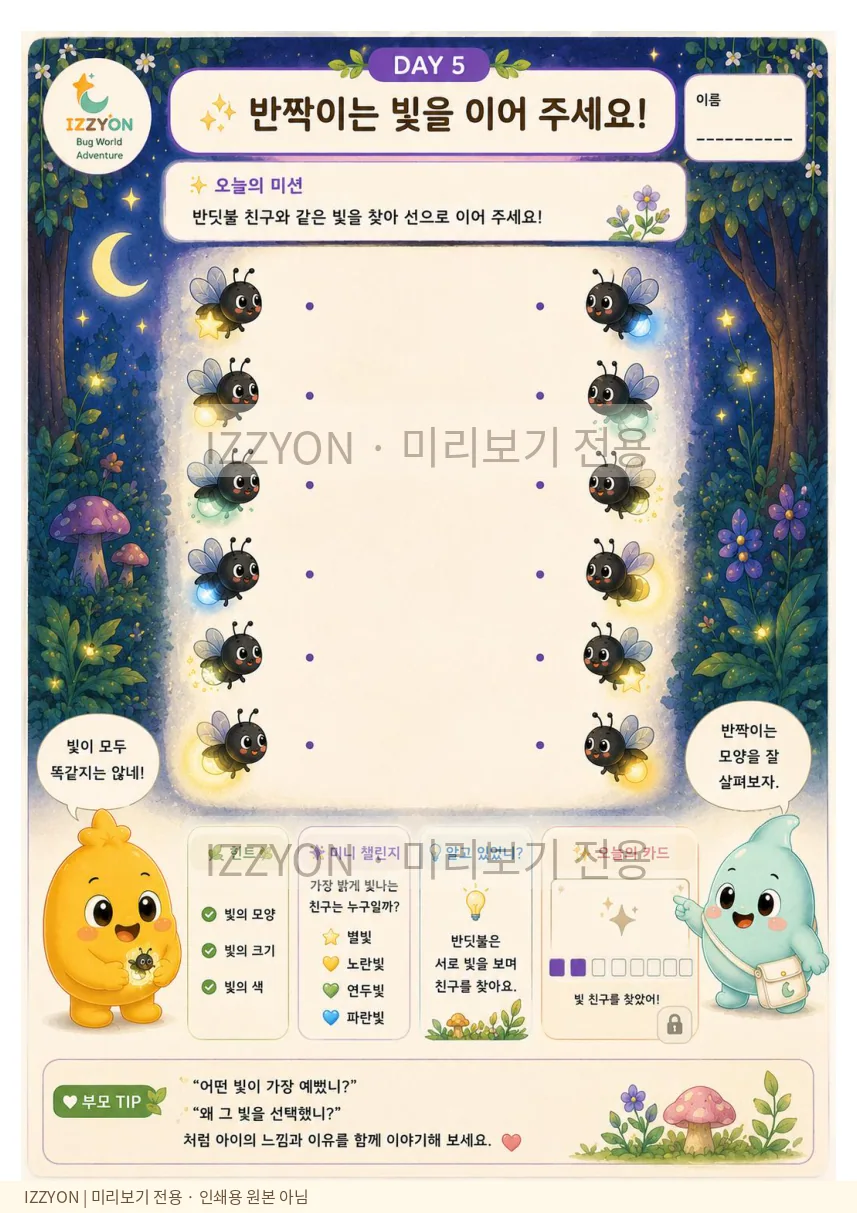 DAY 5
반짝이는 빛을 이어 주세요!
이름
IZZYON
Bug World
Adventure
오늘의 미션
반딧불 친구와 같은 빛을 찾아 선으로 이어 주세요!
IZZYON · 미리보기 전용
빛이 모두
똑같지는 않네!
반짝이는
모양을 잘
살펴보자.
IZZYON · 미리보기 전용
힌트
빛의 모양
빛의 크기
빛의 색
미니 챌린지
가장 밝게 빛나는
친구는 누구일까?
별빛
노란빛
연두빛
파란빛
알고 있었니?
반딧불은
서로 빛을 보며
친구를 찾아요.
오늘의 카드
빛 친구를 찾았어!
부모 TIP
“어떤 빛이 가장 예뻤니?”
“왜 그 빛을 선택했니?”
처럼 아이의 느낌과 이유를 함께 이야기해 보세요.
IZZYON | 미리보기 전용 · 인쇄용 원본 아님